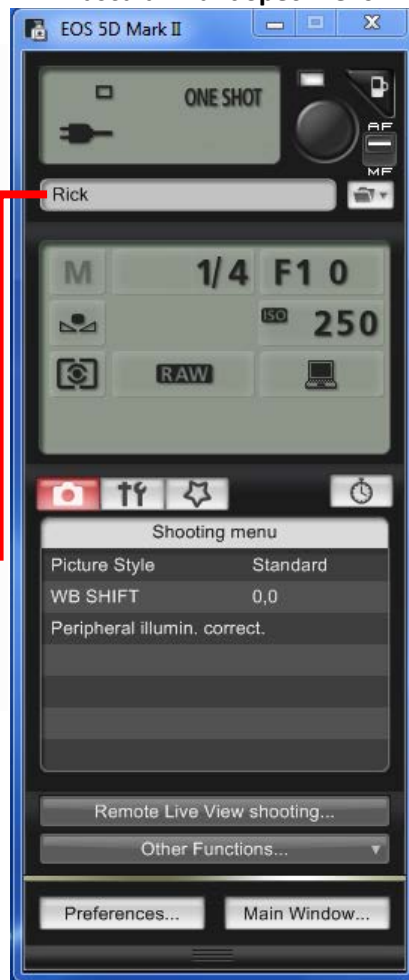 EOS 5D Mark II
ONE SHOT
AF
MF
Rick
M 1/4 F1 0
ISO 250
RAW
Shooting menu
Picture Style Standard
WB SHIFT 0,0
Peripheral illumin. correct.
Remote Live View shooting...
Other Functions...
Preferences... Main Window...